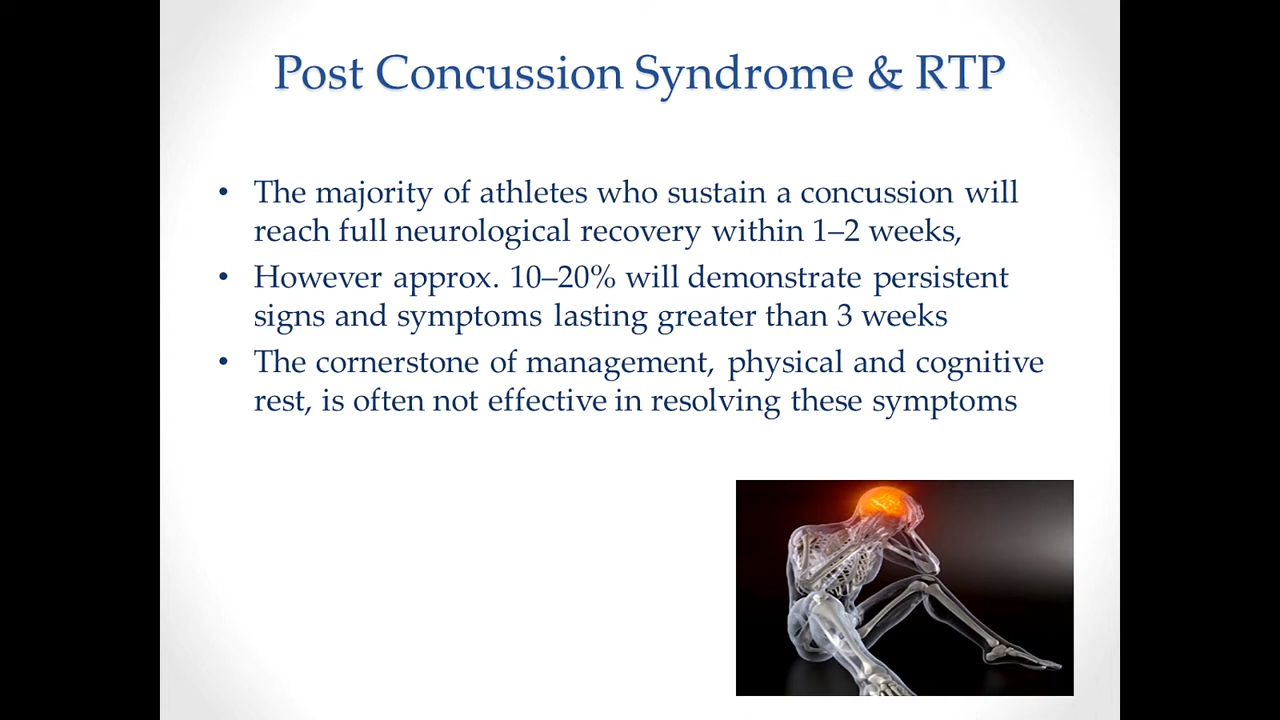 Post Concussion Syndrome & RTP
• The majority of athletes who sustain a concussion will
reach full neurological recovery within 1–2 weeks,
• However approx. 10–20% will demonstrate persistent
signs and symptoms lasting greater than 3 weeks
• The cornerstone of management, physical and cognitive
rest, is often not effective in resolving these symptoms